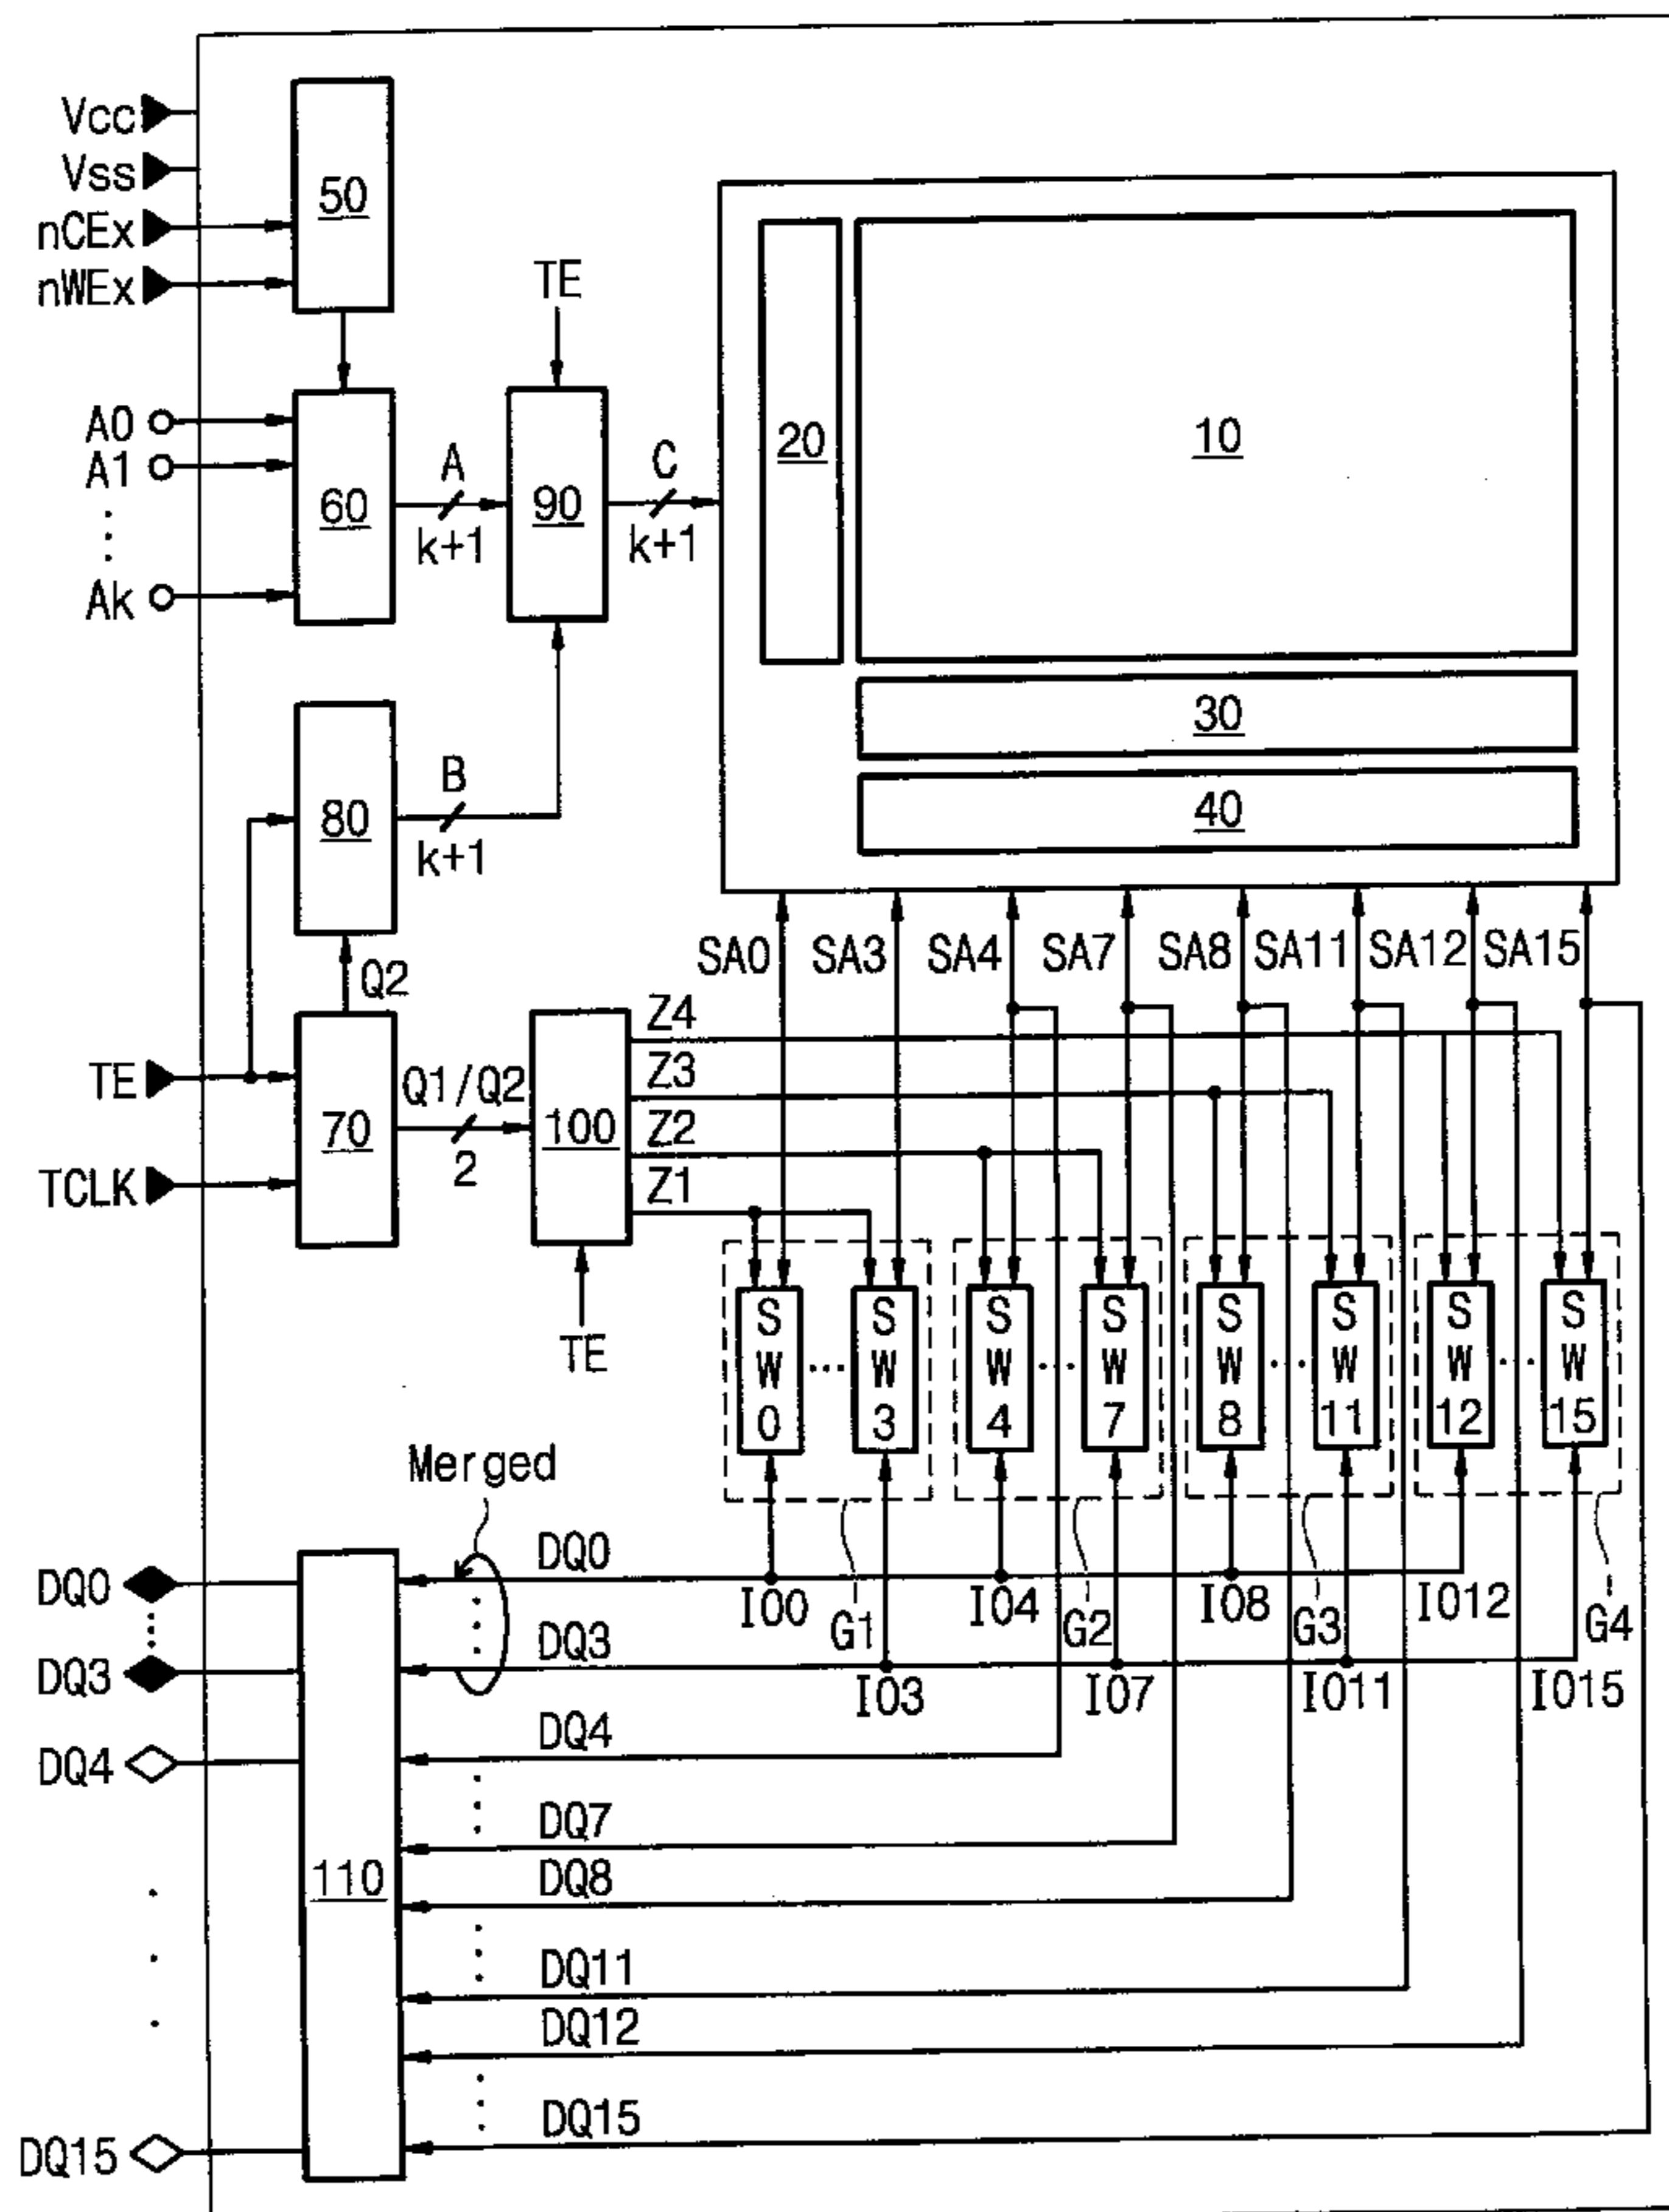 Vcc
Vss
nCEx
nWEx
50
TE
A0
A1
Ak
60
A
k+1
90
C
k+1
20
10
30
40
80
B
k+1
Q2
SA0
SA3
SA4
SA7
SA8
SA11
SA12
SA15
TE
TCLK
70
Q1/Q2
2
100
Z4
Z3
Z2
Z1
TE
SW0
SW3
SW4
SW7
SW8
SW11
SW12
SW15
Merged
DQ0
DQ3
DQ4
DQ15
110
DQ0
IO0
G1
IO4
G2
IO8
G3
IO12
G4
DQ3
IO3
IO7
IO11
IO15
DQ4
DQ7
DQ8
DQ11
DQ12
DQ15